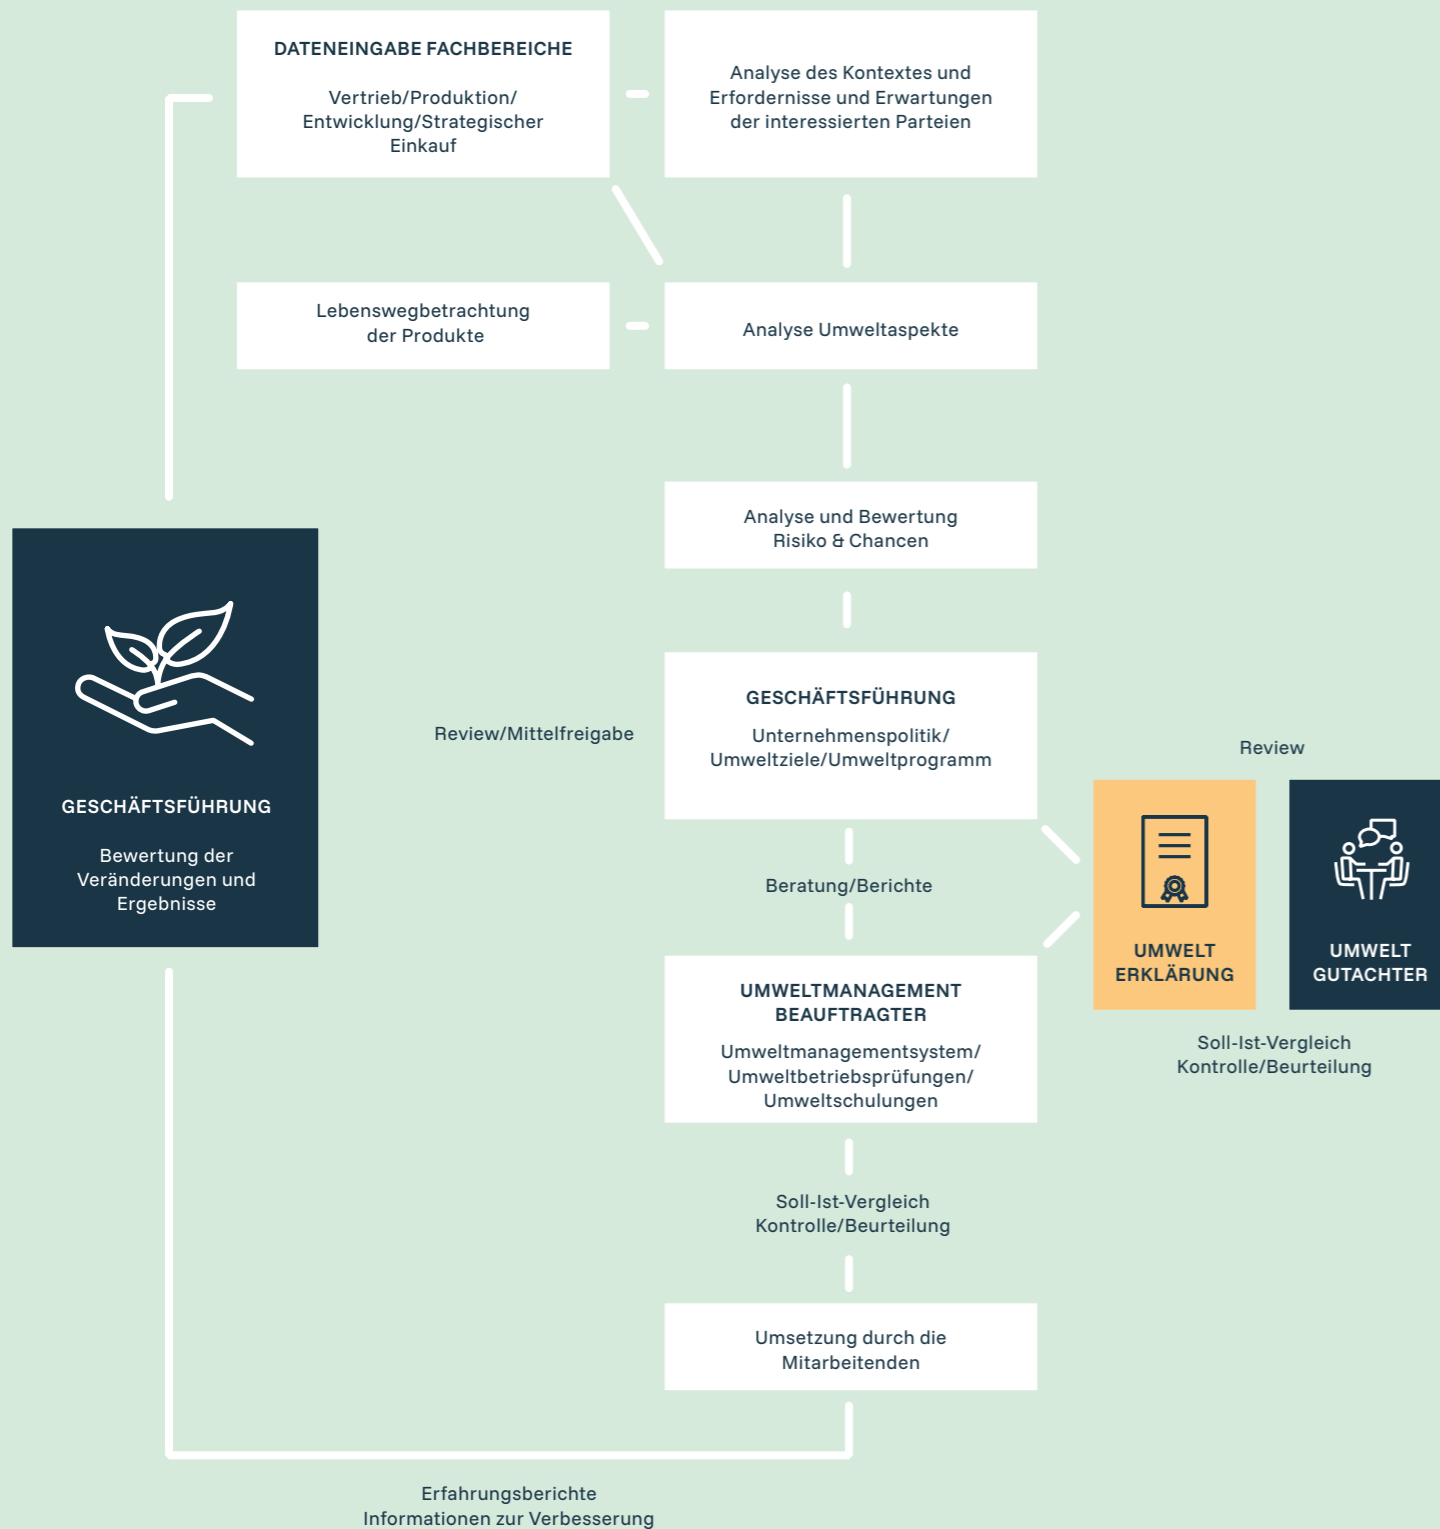 DATENEINGABE FACHBEREICHE
Vertrieb/Produktion/
Entwicklung/Strategischer
Einkauf
Analyse des Kontextes und
Erfordernisse und Erwartungen
der interessierten Parteien
Lebenswegbetrachtung
der Produkte
Analyse Umweltaspekte
Analyse und Bewertung
Risiko & Chancen
GESCHÄFTSFÜHRUNG
Bewertung der
Veränderungen und
Ergebnisse
Review/Mittelfreigabe
GESCHÄFTSFÜHRUNG
Unternehmenspolitik/
Umweltziele/Umweltprogramm
Review
Beratung/Berichte
UMWELT
ERKLÄRUNG
UMWELT
GUTACHTER
Soll-Ist-Vergleich
Kontrolle/Beurteilung
UMWELTMANAGEMENT
BEAUFTRAGTER
Umweltmanagementsystem/
Umweltbetriebsprüfungen/
Umweltschulungen
Soll-Ist-Vergleich
Kontrolle/Beurteilung
Umsetzung durch die
Mitarbeitenden
Erfahrungsberichte
Informationen zur Verbesserung